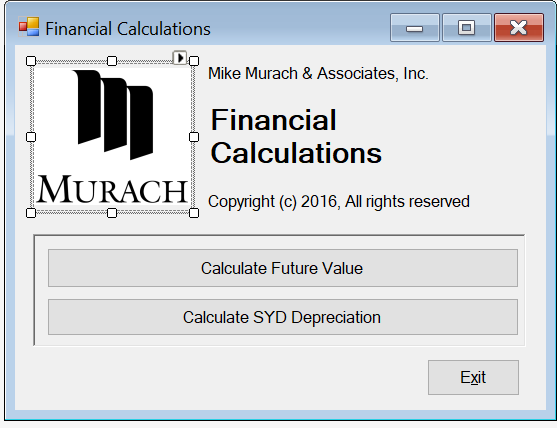 Financial Calculations
Mike Murach & Associates, Inc.
Financial
Calculations
MURACH
Copyright (c) 2016, All rights reserved
Calculate Future Value
Calculate SYD Depreciation
Exit